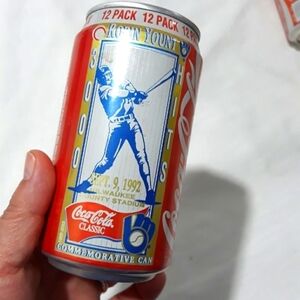 12 PACK 12 PACK 12 P
ROBIN YOUNT
3000
HITS
SEPT. 9, 1992
MILWAUKEE
COUNTY STADIUM
Coca-Cola
CLASSIC
COMMEMORATIVE CAN